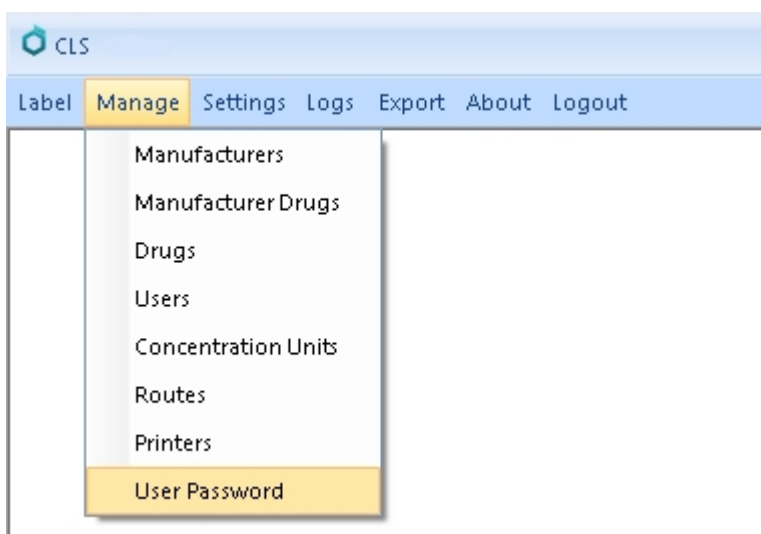 CLS
Label Manage Settings Logs Export About Logout
Manufacturers
Manufacturer Drugs
Drugs
Users
Concentration Units
Routes
Printers
User Password